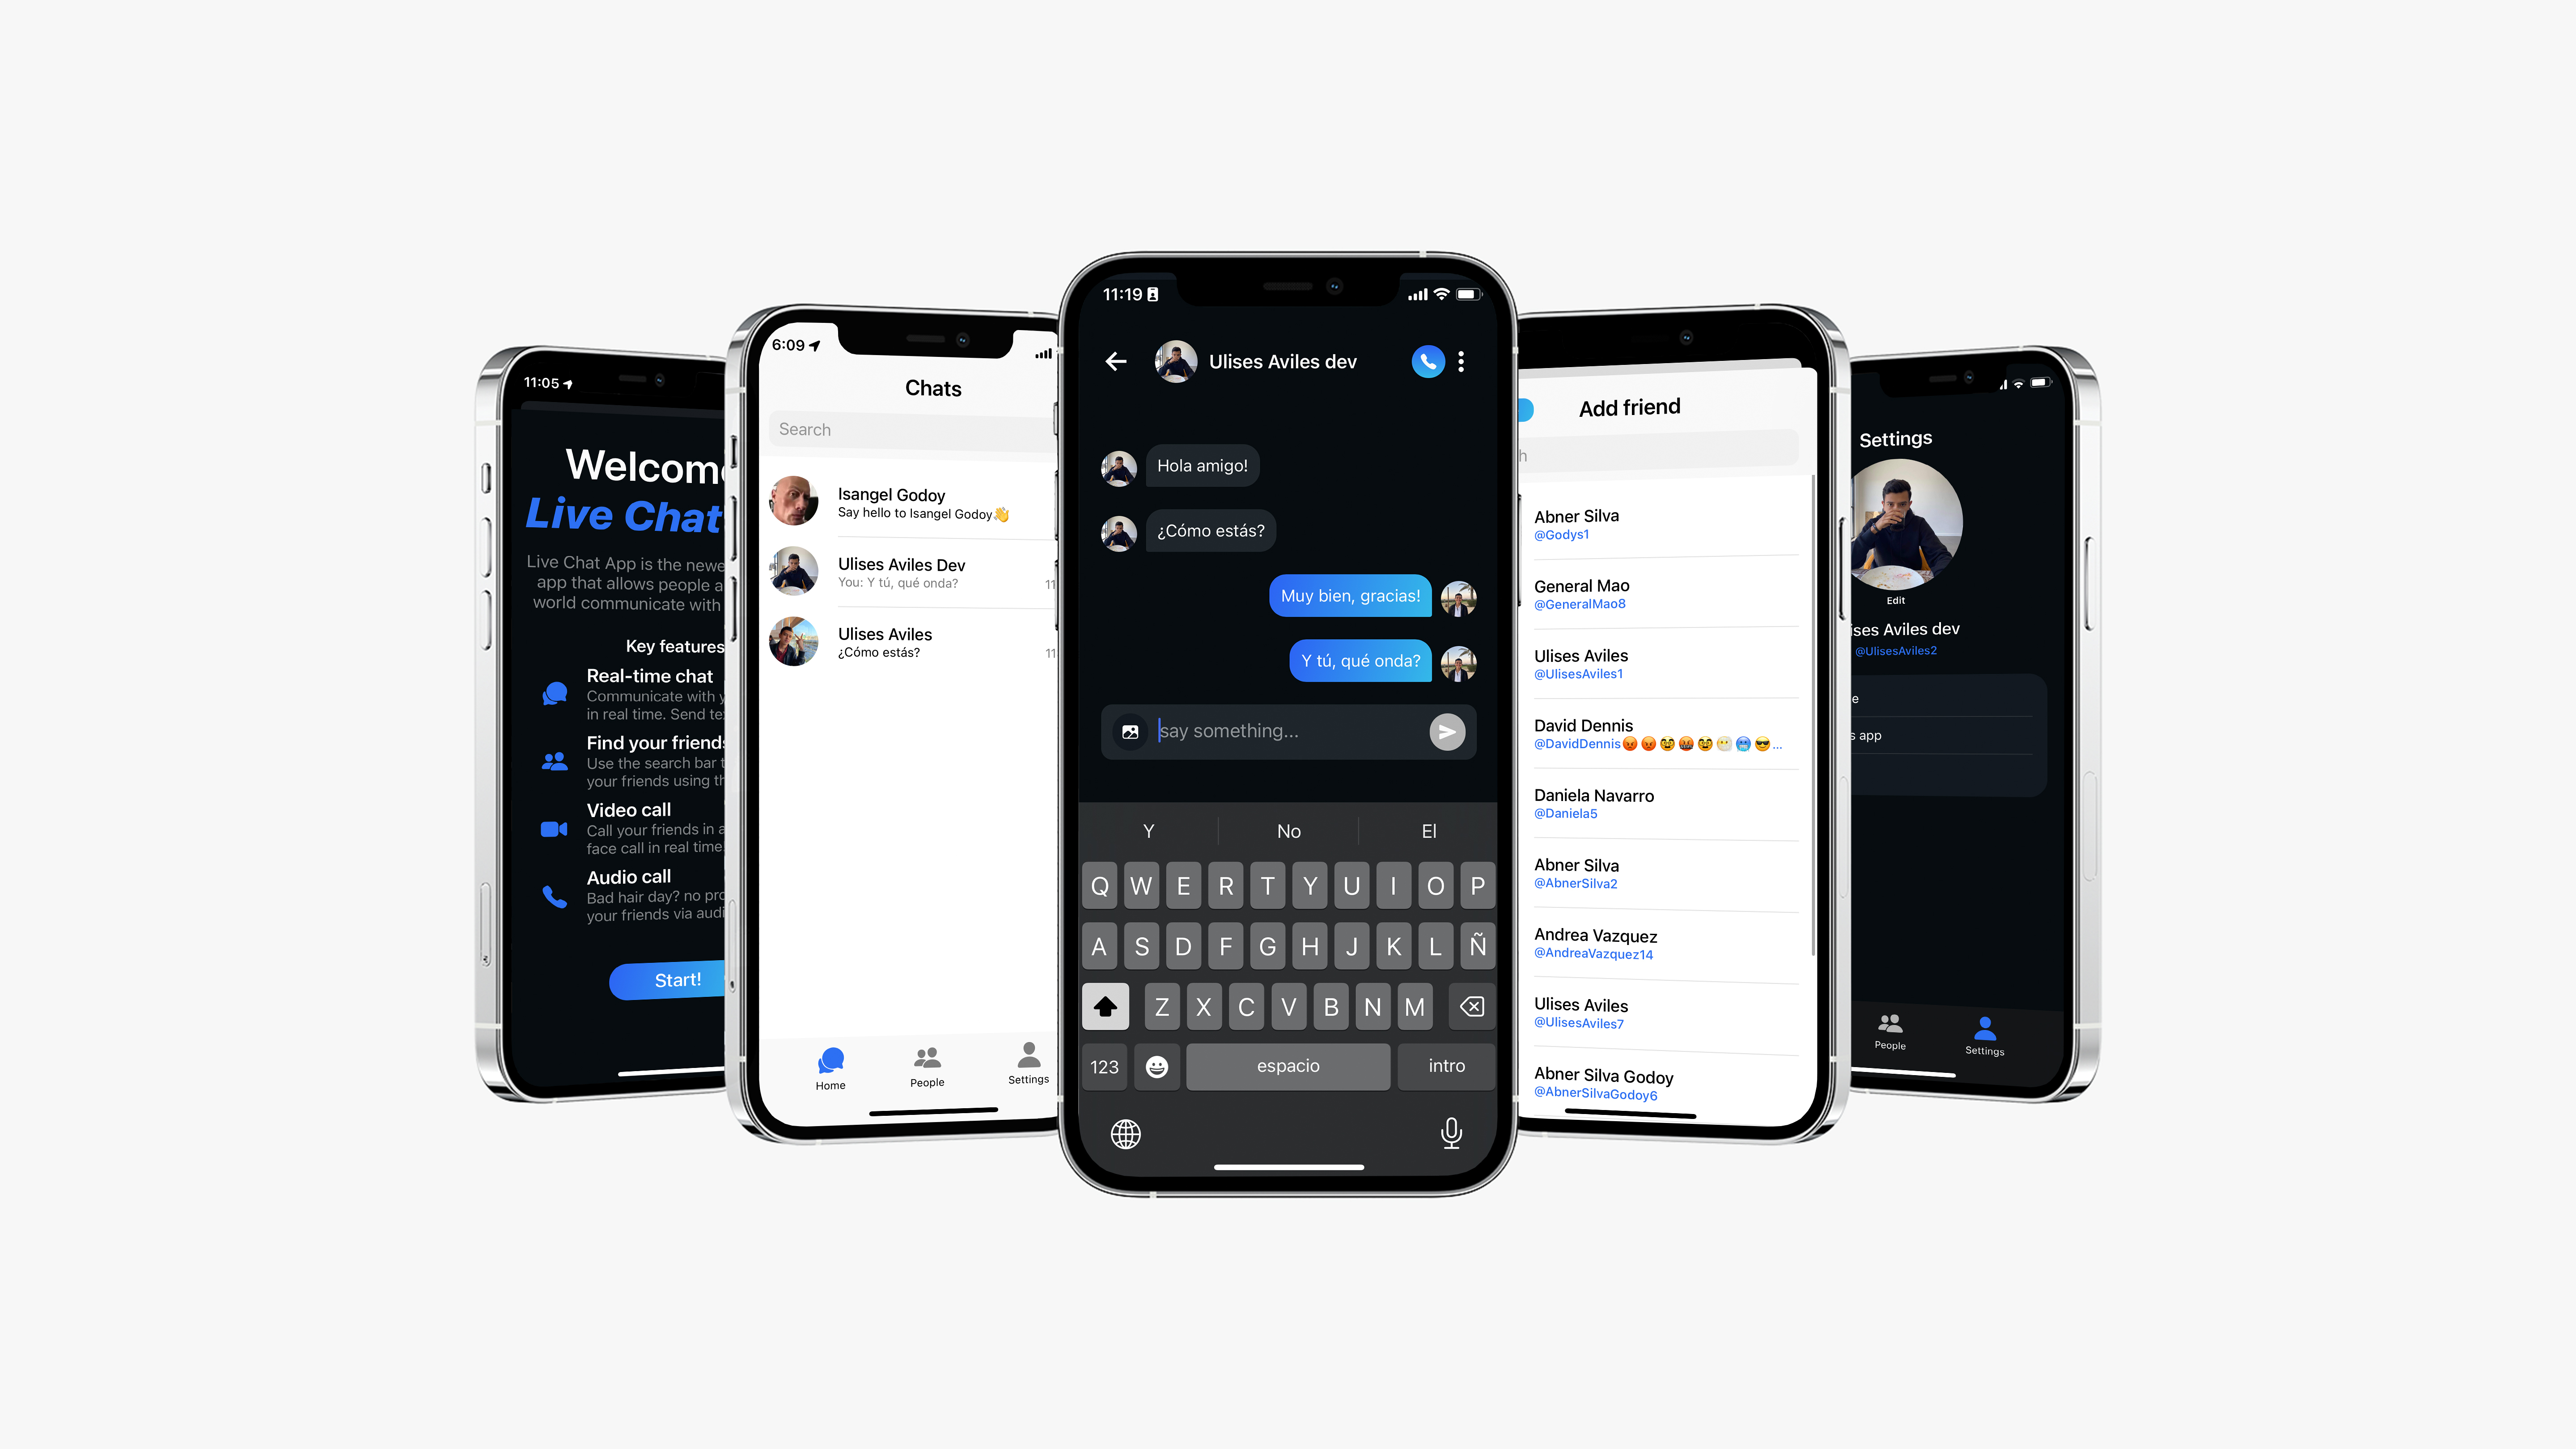 11:05
Welcom
Live Chat
Live Chat App is the newe
app that allows people a
world communicate with
Key features
Real-time chat
Communicate with y
in real time. Send te
Find your friend
Use the search bar t
your friends using th
Video call
Call your friends in a
face call in real time
Audio call
Bad hair day? no pro
your friends via audi
Start!
6:09
Chats
Search
Isangel Godoy
Say hello to Isangel Godoy👋
Ulises Aviles Dev
You: Y tú, qué onda?
11
Ulises Aviles
¿Cómo estás?
11
Home
People
Settings
11:19
Ulises Aviles dev
Hola amigo!
¿Cómo estás?
Muy bien, gracias!
Y tú, qué onda?
say something...
Y No El
Q W E R T Y U I O P
A S D F G H J K L Ñ
Z X C V B N M
123 espacio intro
Add friend
h
Abner Silva
@Godys1
General Mao
@GeneralMao8
Ulises Aviles
@UlisesAviles1
David Dennis
@DavidDennis😡😡🥸🤬🥸😶🥶😎...
Daniela Navarro
@Daniela5
Abner Silva
@AbnerSilva2
Andrea Vazquez
@AndreaVazquez14
Ulises Aviles
@UlisesAviles7
Abner Silva Godoy
@AbnerSilvaGodoy6
Settings
Edit
ises Aviles dev
@UlisesAviles2
e
s app
People
Settings